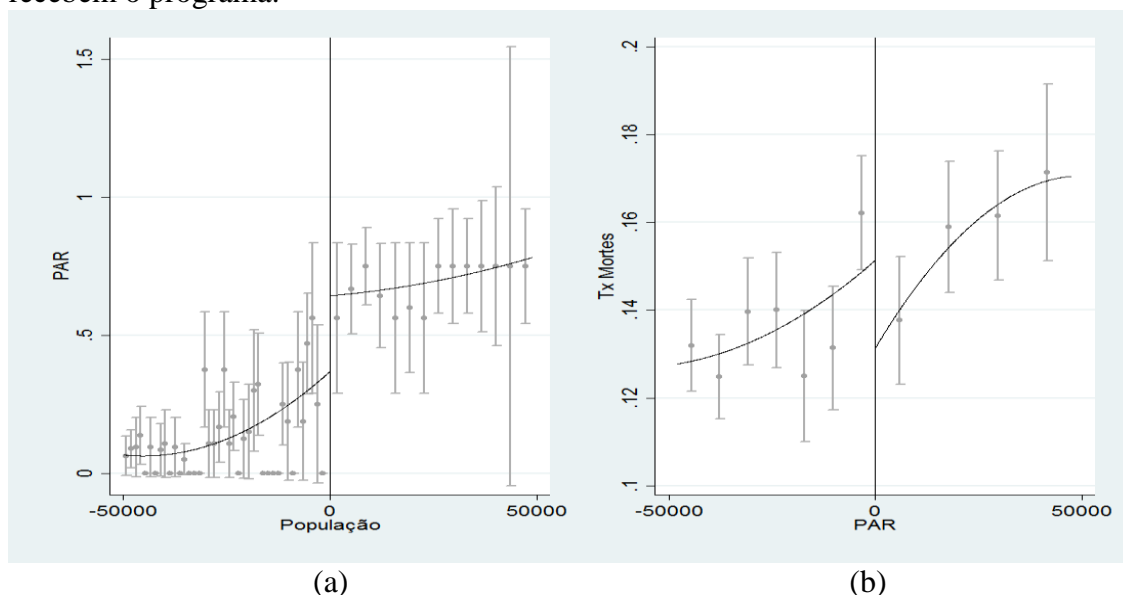 recebem o programa.
1.5
1
.5
0
PAR
-50000
0
50000
População
.2
.18
.16
.14
.12
.1
Tx Mortes
-50000
0
50000
PAR
(a)
(b)